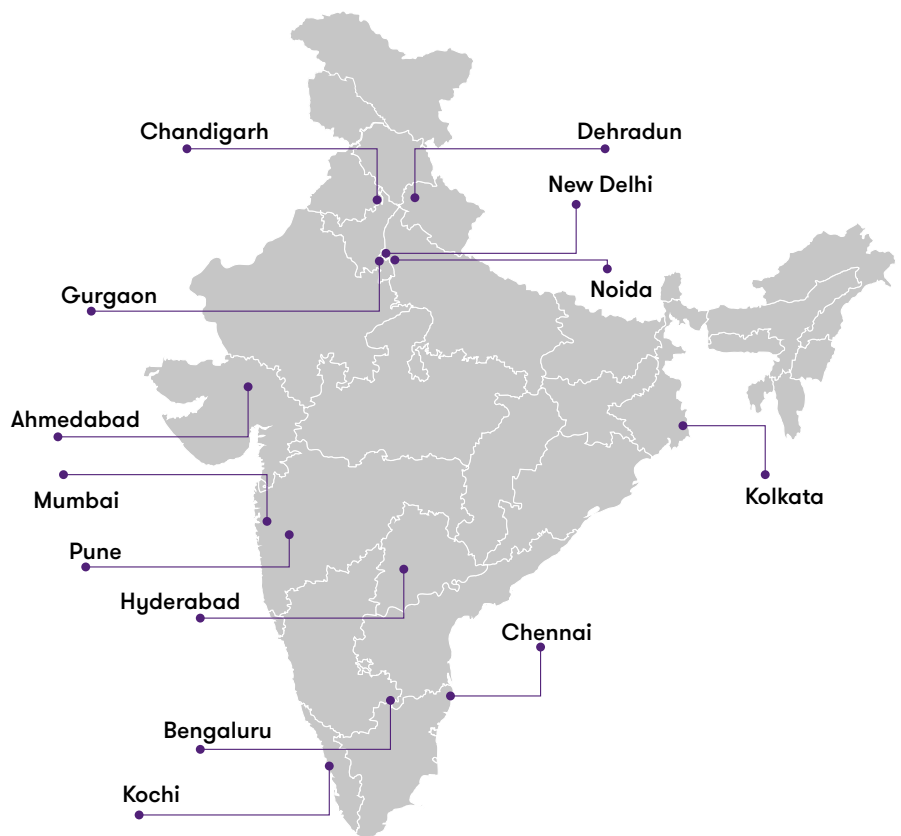 Chandigarh
Dehradun
New Delhi
Noida
Gurgaon
Ahmedabad
Mumbai
Kolkata
Pune
Hyderabad
Chennai
Bengaluru
Kochi